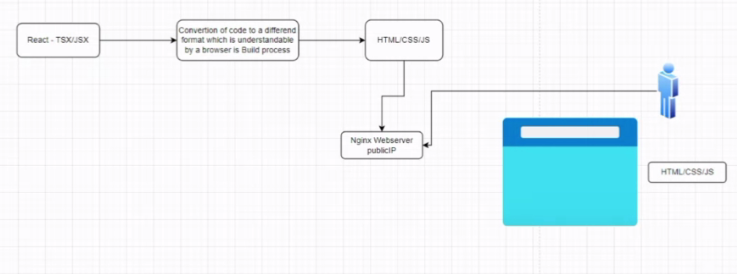 React - TSX/JSX
Convertion of code to a differend
format which is understandable
by a browser is Build process
HTML/CSS/JS
Nginx Webserver
publicIP
HTML/CSS/JS